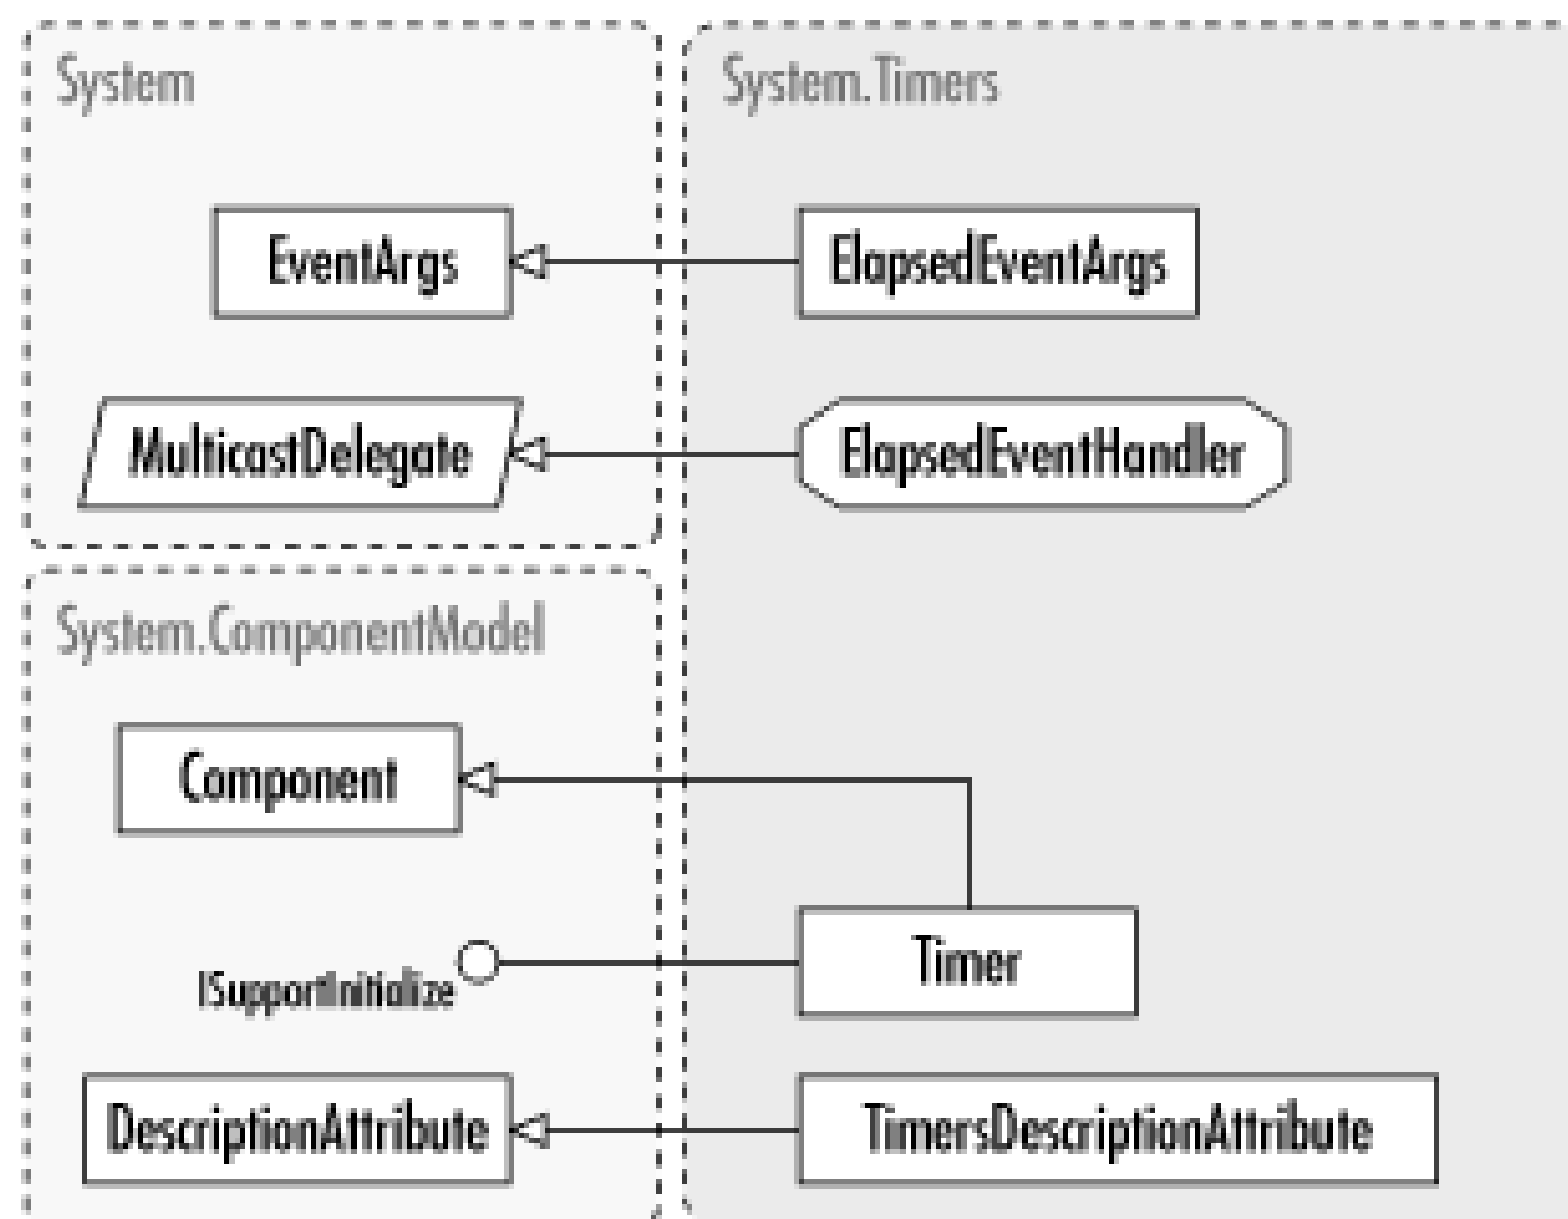 System
EventArgs
MulticastDelegate
System.ComponentModel
Component
ISupportInitialize
DescriptionAttribute
System.Timers
ElapsedEventArgs
ElapsedEventHandler
Timer
TimersDescriptionAttribute